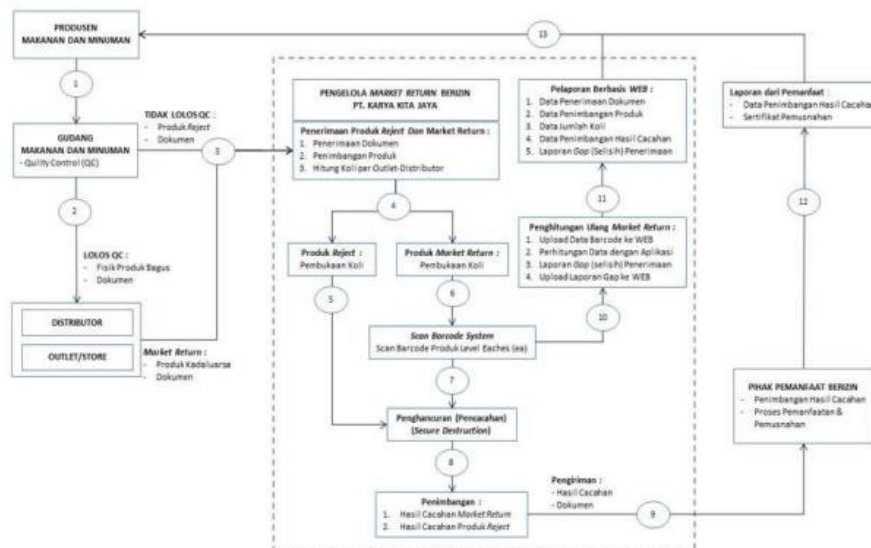 PRODUSEN
MAKANAN DAN MINUMAN
1
GUDANG
MAKANAN DAN MINUMAN
- Qulity Control (QC)
TIDAK LOLOS QC :
- Produk Reject
- Dokumen
3
2
LOLOS QC :
- Fisik Produk Bagus
- Dokumen
DISTRIBUTOR
OUTLET/STORE
Market Return :
- Produk Kadaluarsa
- Dokumen
PENGELOLA MARKET RETURN BERIZIN
PT. KARYA KITA JAYA
Penerimaan Produk Reject Dan Market Return :
1. Penerimaan Dokumen
2. Penimbangan Produk
3. Hitung Koli per Outlet-Distributor
4
Produk Reject :
Pembukaan Koli
Produk Market Return :
Pembukaan Koli
5
6
Scan Barcode System
Scan Barcode Produk Level Eaches (ea)
7
Penghancuran (Pencacahan)
(Secure Destruction)
8
Penimbangan :
1. Hasil Cacahan Market Return
2. Hasil Cacahan Produk Reject
Pengiriman :
- Hasil Cacahan
- Dokumen
9
10
Penghitungan Ulang Market Return :
1. Upload Data Barcode ke WEB
2. Perhitungan Data dengan Aplikasi
3. Laporan Gap (selisih) Penerimaan
4. Upload Laporan Gap ke WEB
11
Pelaporan Berbasis WEB :
1. Data Penerimaan Dokumen
2. Data Penimbangan Produk
3. Data Jumlah Koli
4. Data Penimbangan Hasil Cacahan
5. Laporan Gap (Selisih) Penerimaan
PIHAK PEMANFAAT BERIZIN
- Penimbangan Hasil Cacahan
- Proses Pemanfaatan &
Pemusnahan
12
Laporan dari Pemanfaat :
- Data Penimbangan Hasil Cacahan
- Sertifikat Pemusnahan
13